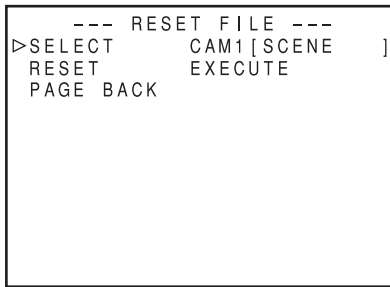 --- RESET FILE ---
▷SELECT CAM1[SCENE ]
RESET EXECUTE
PAGE BACK